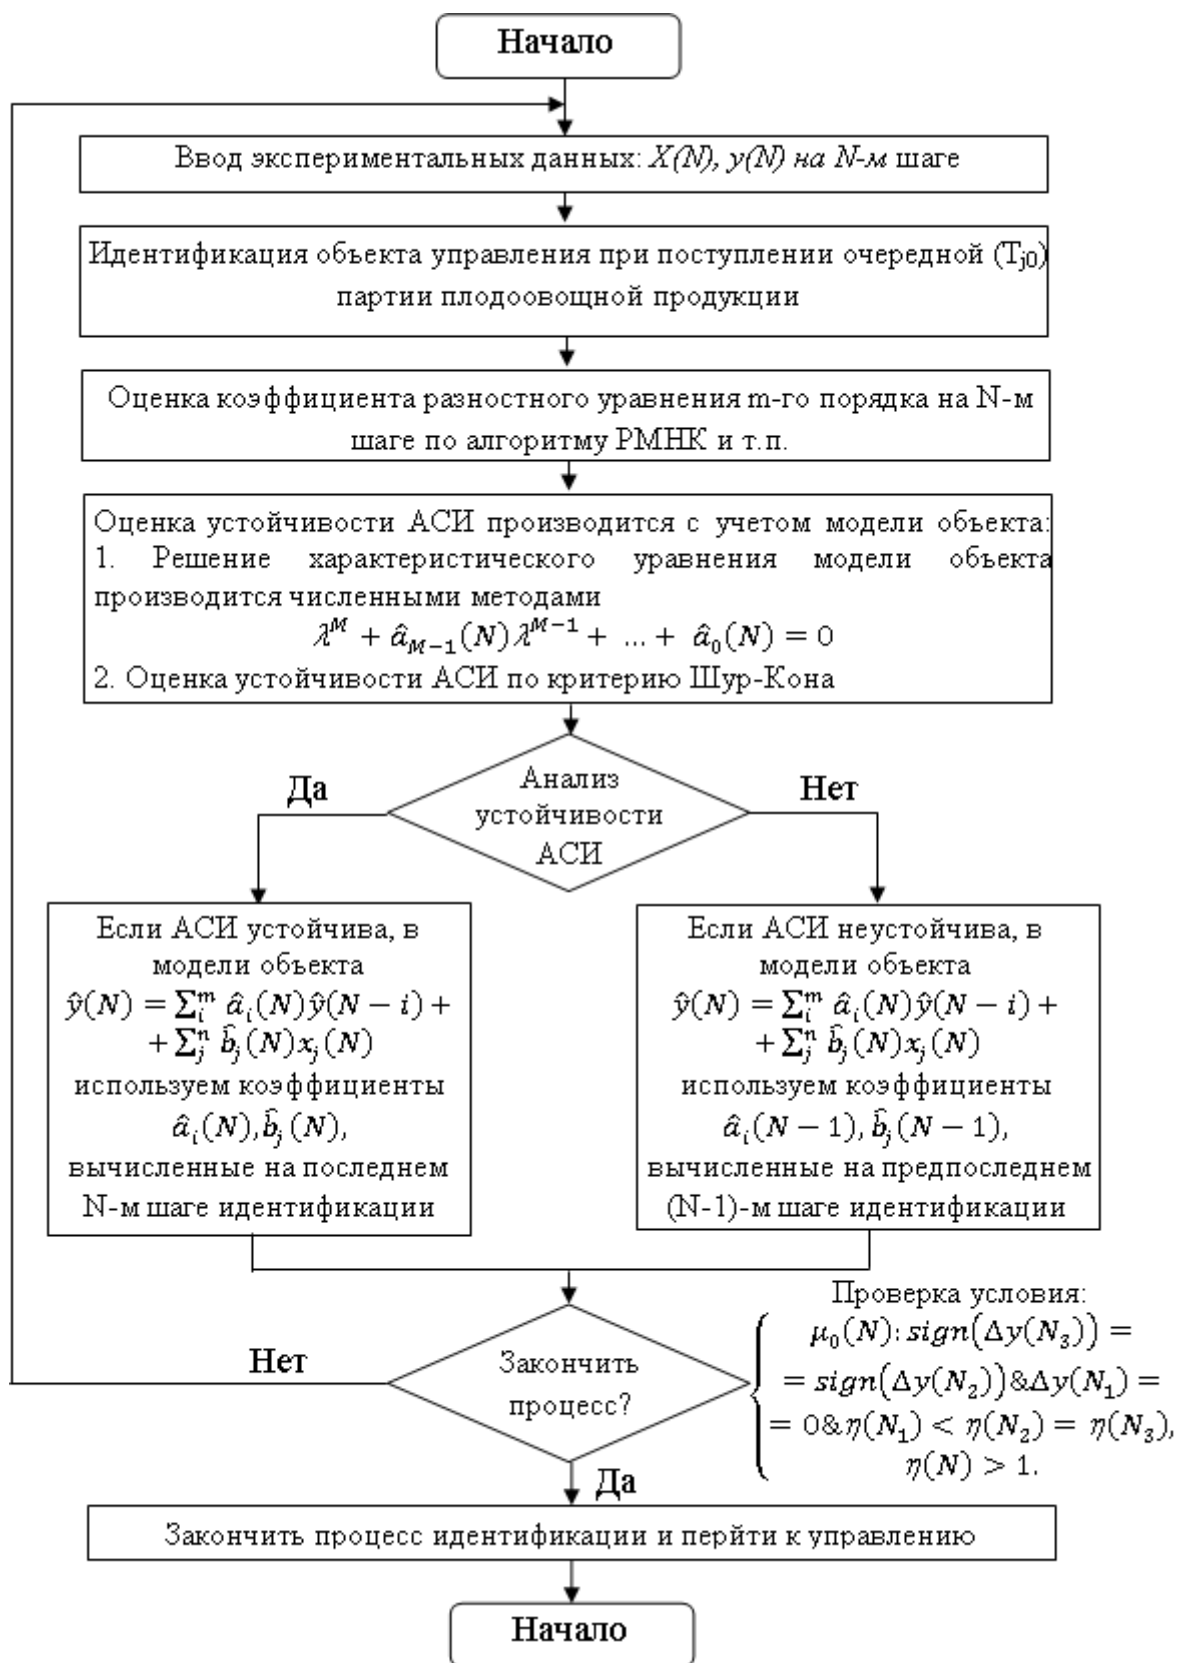 Начало
Ввод экспериментальных данных: X(N), y(N) на N-м шаге
Идентификация объекта управления при поступлении очередной (Tj0)
партии плодоовощной продукции
Оценка коэффициента разностного уравнения m-го порядка на N-м
шаге по алгоритму РМНК и т.п.
Оценка устойчивости АСИ производится с учетом модели объекта:
1. Решение характеристического уравнения модели объекта
производится численными методами
λ^M + â_{M−1}(N)λ^{M−1} + ... + â_0(N) = 0
2. Оценка устойчивости АСИ по критерию Шур-Кона
Да
Анализ
устойчивости
АСИ
Нет
Если АСИ устойчива, в
модели объекта
ŷ(N) = ∑_i^m â_i(N)ŷ(N − i) +
+ ∑_j^n b̂_j(N)x_j(N)
используем коэффициенты
â_i(N), b̂_j(N),
вычисленные на последнем
N-м шаге идентификации
Если АСИ неустойчива, в
модели объекта
ŷ(N) = ∑_i^m â_i(N)ŷ(N − i) +
+ ∑_j^n b̂_j(N)x_j(N)
используем коэффициенты
â_i(N − 1), b̂_j(N − 1),
вычисленные на предпоследнем
(N-1)-м шаге идентификации
Нет
Закончить
процесс?
Проверка условия:
μ_0(N): sign(Δy(N_3)) =
= sign(Δy(N_2))&Δy(N_1) =
= 0&η(N_1) < η(N_2) = η(N_3),
η(N) > 1.
Да
Закончить процесс идентификации и перйти к управлению
Начало